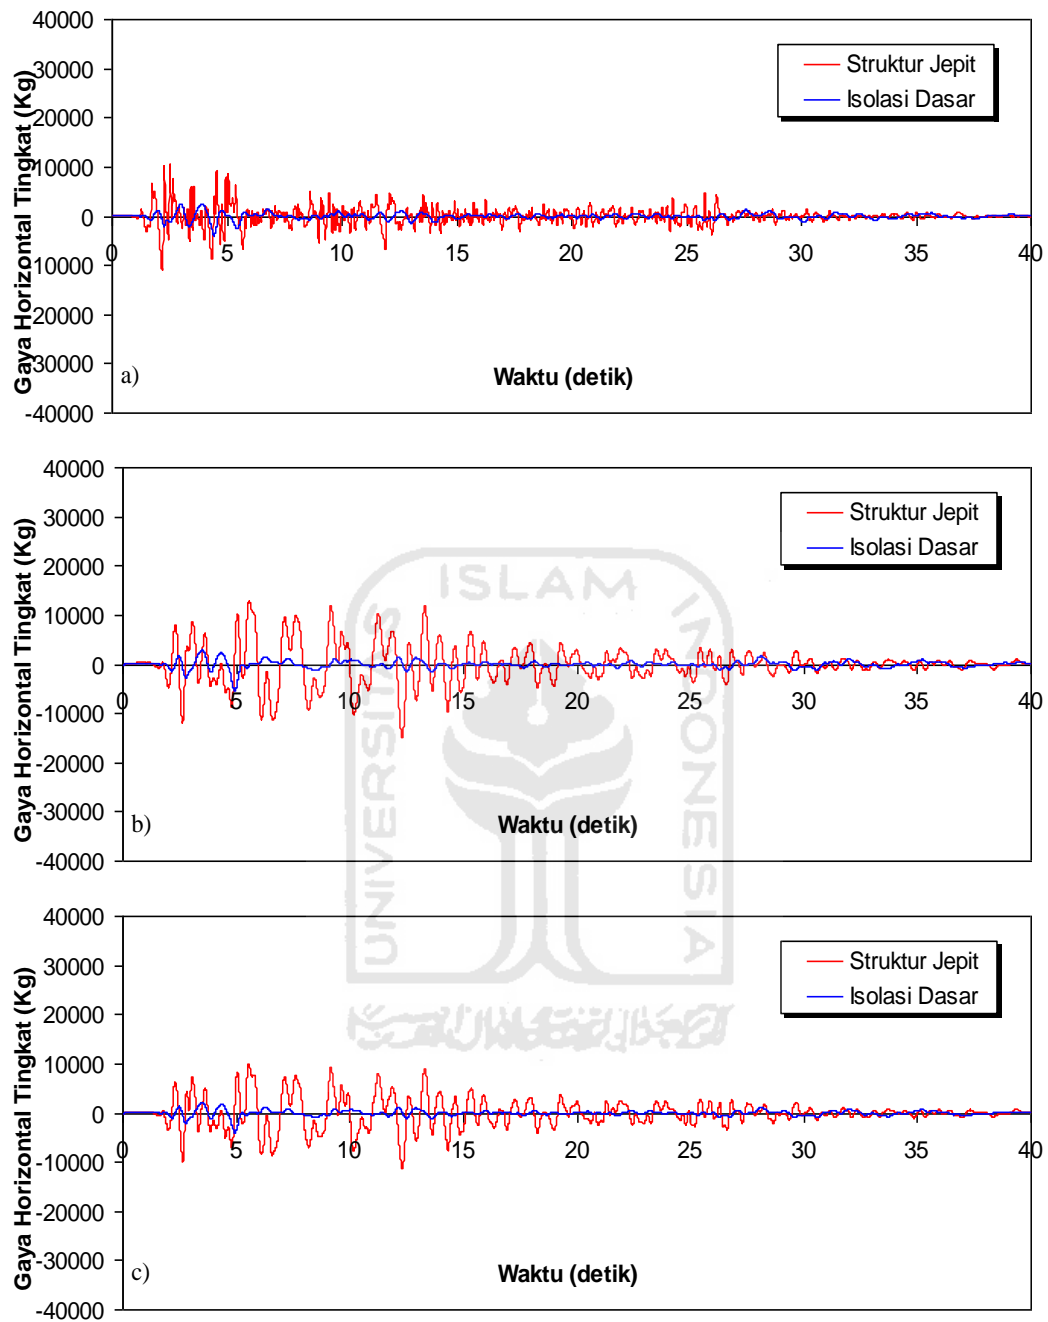 40000
30000
20000
10000
0
-10000
-20000
-30000
-40000
Gaya Horizontal Tingkat (Kg)
Struktur Jepit
Isolasi Dasar
0 5 10 15 20 25 30 35 40
a)
Waktu (detik)
40000
30000
20000
10000
0
-10000
-20000
-30000
-40000
Gaya Horizontal Tingkat (Kg)
Struktur Jepit
Isolasi Dasar
0 5 10 15 20 25 30 35 40
b)
Waktu (detik)
UNIVERSITAS
ISLAM
INDONESIA
40000
30000
20000
10000
0
-10000
-20000
-30000
-40000
Gaya Horizontal Tingkat (Kg)
Struktur Jepit
Isolasi Dasar
0 5 10 15 20 25 30 35 40
c)
Waktu (detik)